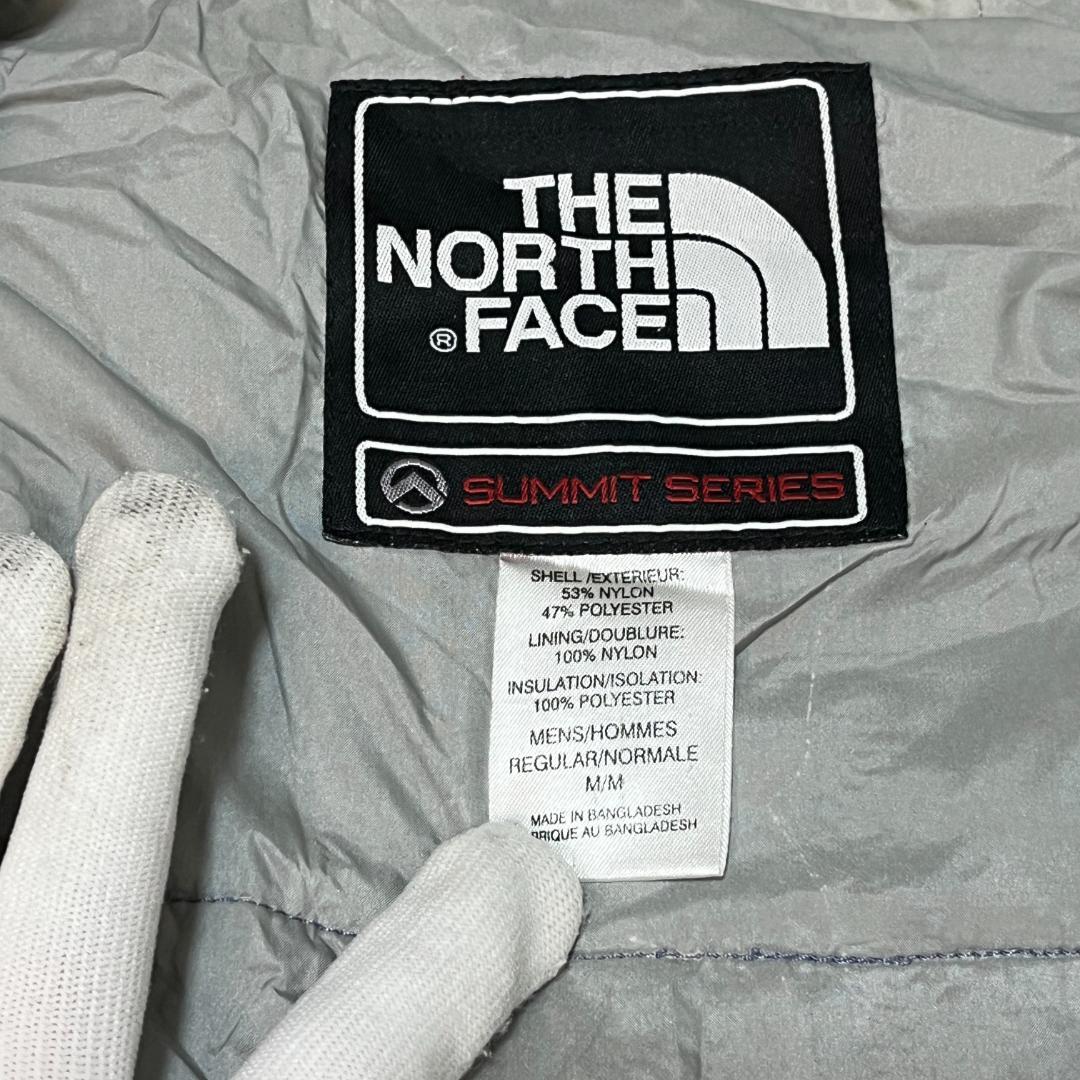 THE
NORTH
® FACE
SUMMIT SERIES
SHELL /EXTERIEUR:
53% NYLON
47% POLYESTER
LINING/DOUBLURE:
100% NYLON
INSULATION/ISOLATION:
100% POLYESTER
MENS/HOMMES
REGULAR/NORMALE
M/M
MADE IN BANGLADESH
AU BANGLADESH